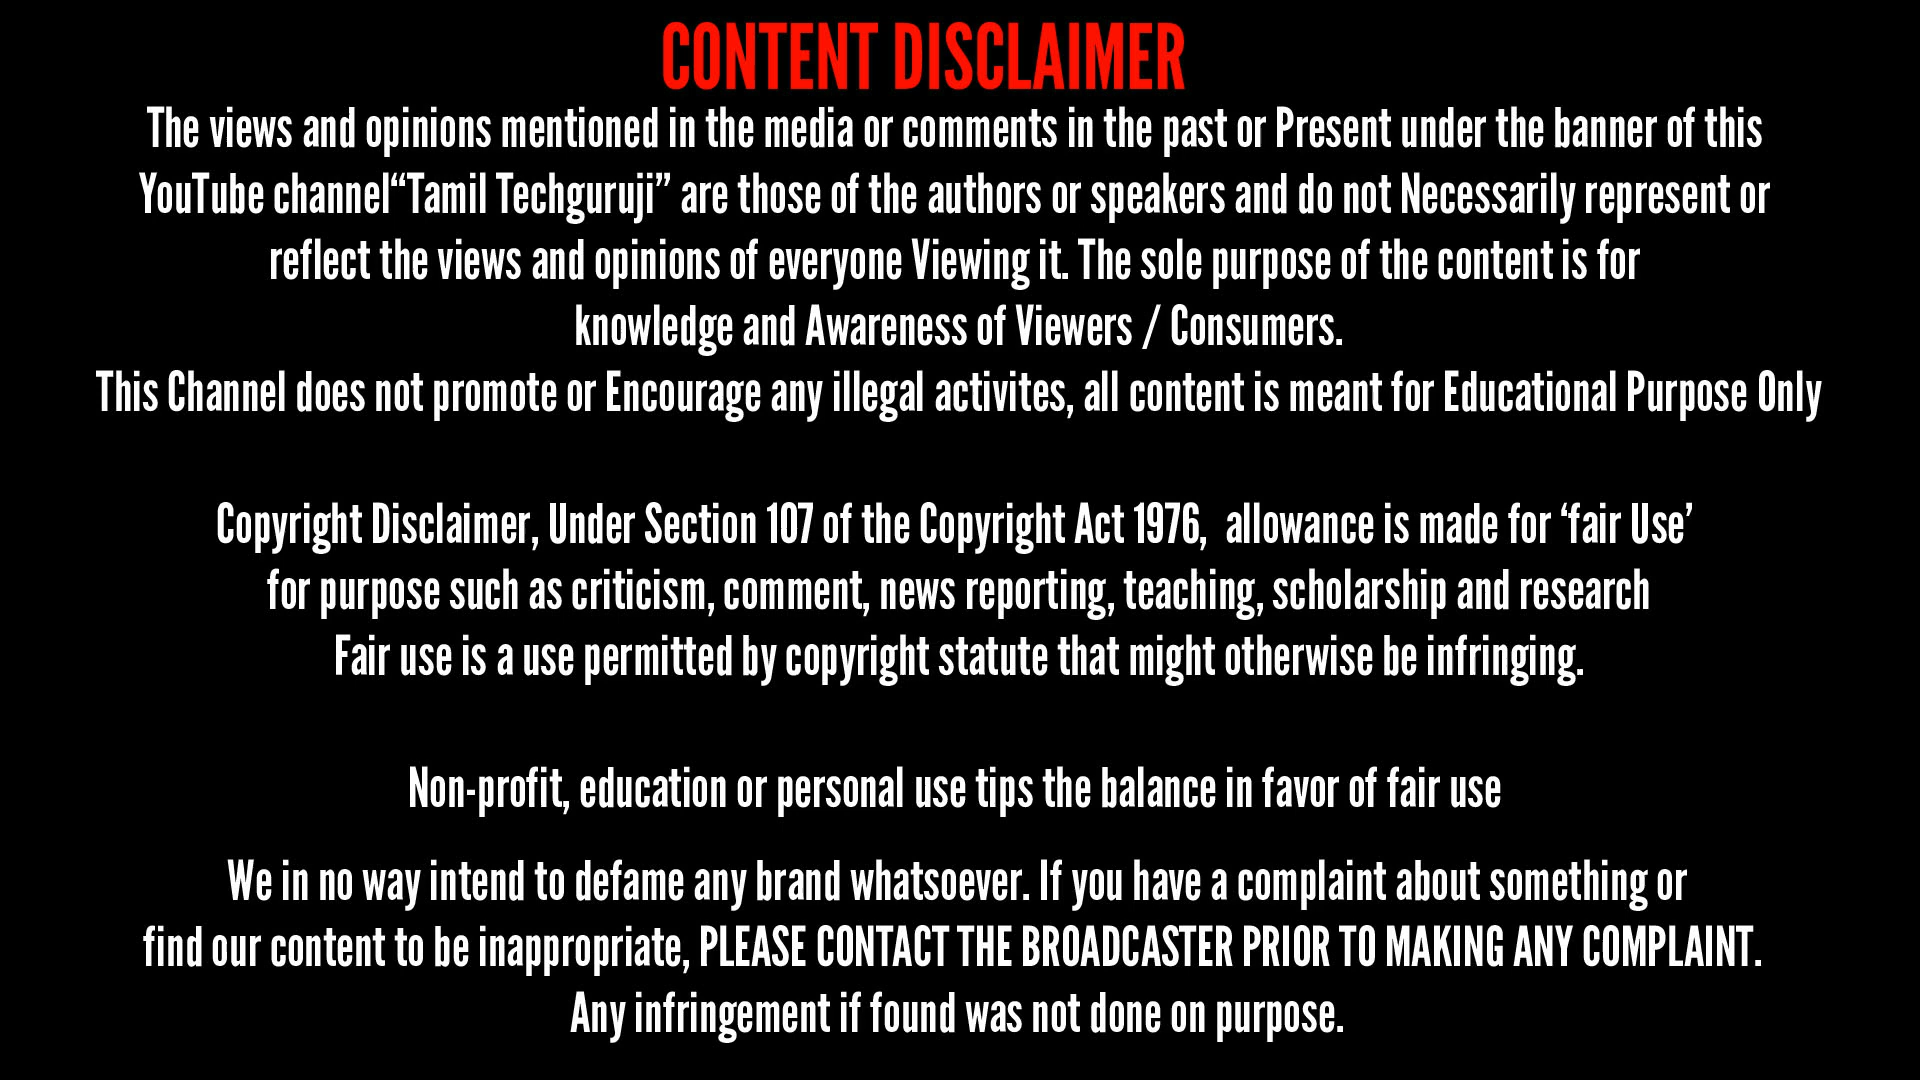 CONTENT DISCLAIMER
The views and opinions mentioned in the media or comments in the past or Present under the banner of this
YouTube channel“Tamil Techguruji” are those of the authors or speakers and do not Necessarily represent or
reflect the views and opinions of everyone Viewing it. The sole purpose of the content is for
knowledge and Awareness of Viewers / Consumers.
This Channel does not promote or Encourage any illegal activites, all content is meant for Educational Purpose Only
Copyright Disclaimer, Under Section 107 of the Copyright Act 1976, allowance is made for ‘fair Use’
for purpose such as criticism, comment, news reporting, teaching, scholarship and research
Fair use is a use permitted by copyright statute that might otherwise be infringing.
Non-profit, education or personal use tips the balance in favor of fair use
We in no way intend to defame any brand whatsoever. If you have a complaint about something or
find our content to be inappropriate, PLEASE CONTACT THE BROADCASTER PRIOR TO MAKING ANY COMPLAINT.
Any infringement if found was not done on purpose.